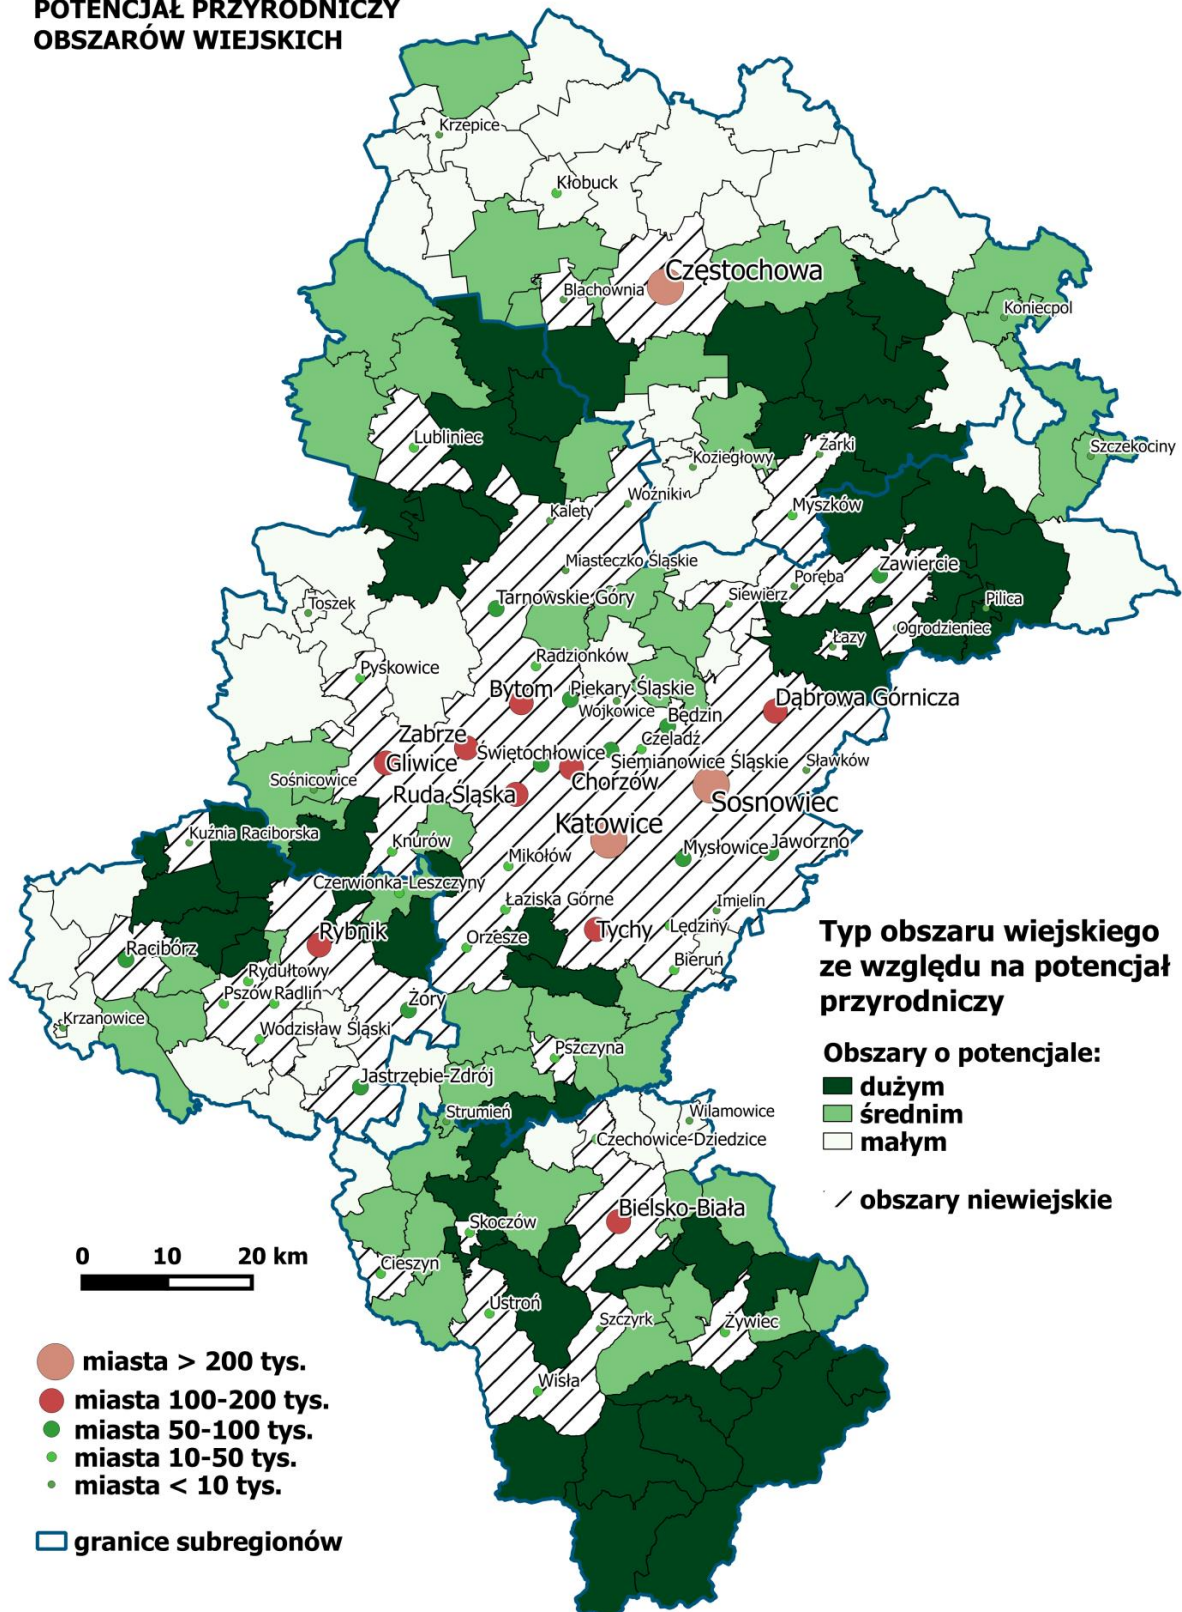 POTENCJAŁ PRZYRODNICZY
OBSZARÓW WIEJSKICH
Krzepice
Kłobuck
Częstochowa
Blachownia
Koniecpol
Lubliniec
Żarki
Szczekociny
Koziegłowy
Woźniki
Myszków
Kalety
Miasteczko Śląskie
Zawiercie
Poręba
Tarnowskie Góry
Siewierz
Pilica
Toszek
Ogrodzieniec
Łazy
Radzionków
Pyskowice
Bytom
Piekary Śląskie
Dąbrowa Górnicza
Wojkowice
Będzin
Zabrze
Czeladź
Świętochłowice
Gliwice
Siemianowice Śląskie
Sławków
Sośnicowice
Chorzów
Ruda Śląska
Sosnowiec
Katowice
Kuźnia Raciborska
Knurów
Mysłowice
Jaworzno
Mikołów
Czerwionka-Leszczyny
Łaziska Górne
Imielin
Rybnik
Tychy
Lędziny
Orzesze
Racibórz
Bieruń
Rydułtowy
Pszów
Radlin
Żory
Krzanowice
Wodzisław Śląski
Pszczyna
Jastrzębie-Zdrój
Strumień
Wilamowice
Czechowice-Dziedzice
Bielsko-Biała
Skoczów
Cieszyn
Ustroń
Szczyrk
Żywiec
Wisła
Typ obszaru wiejskiego
ze względu na potencjał
przyrodniczy
Obszary o potencjale:
dużym
średnim
małym
obszary niewiejskie
0 10 20 km
miasta > 200 tys.
miasta 100-200 tys.
miasta 50-100 tys.
miasta 10-50 tys.
miasta < 10 tys.
granice subregionów